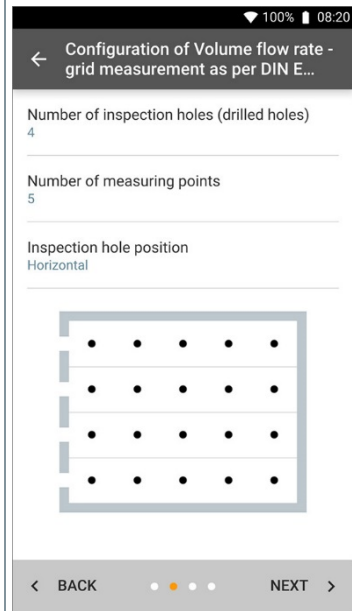 100% 08:20
Configuration of Volume flow rate -
grid measurement as per DIN E...
Number of inspection holes (drilled holes)
4
Number of measuring points
5
Inspection hole position
Horizontal
BACK NEXT